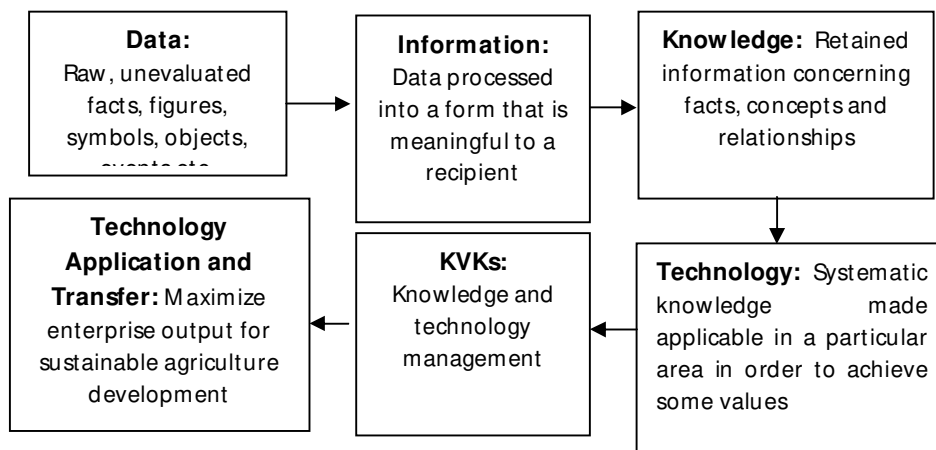 Data:
Raw, unevaluated
facts, figures,
symbols, objects,
Information:
Data processed
into a form that is
meaningful to a
recipient
Knowledge: Retained
information concerning
facts, concepts and
relationships
Technology: Systematic
knowledge made
applicable in a particular
area in order to achieve
some values
KVKs:
Knowledge and
technology
management
Technology
Application and
Transfer: Maximize
enterprise output for
sustainable agriculture
development